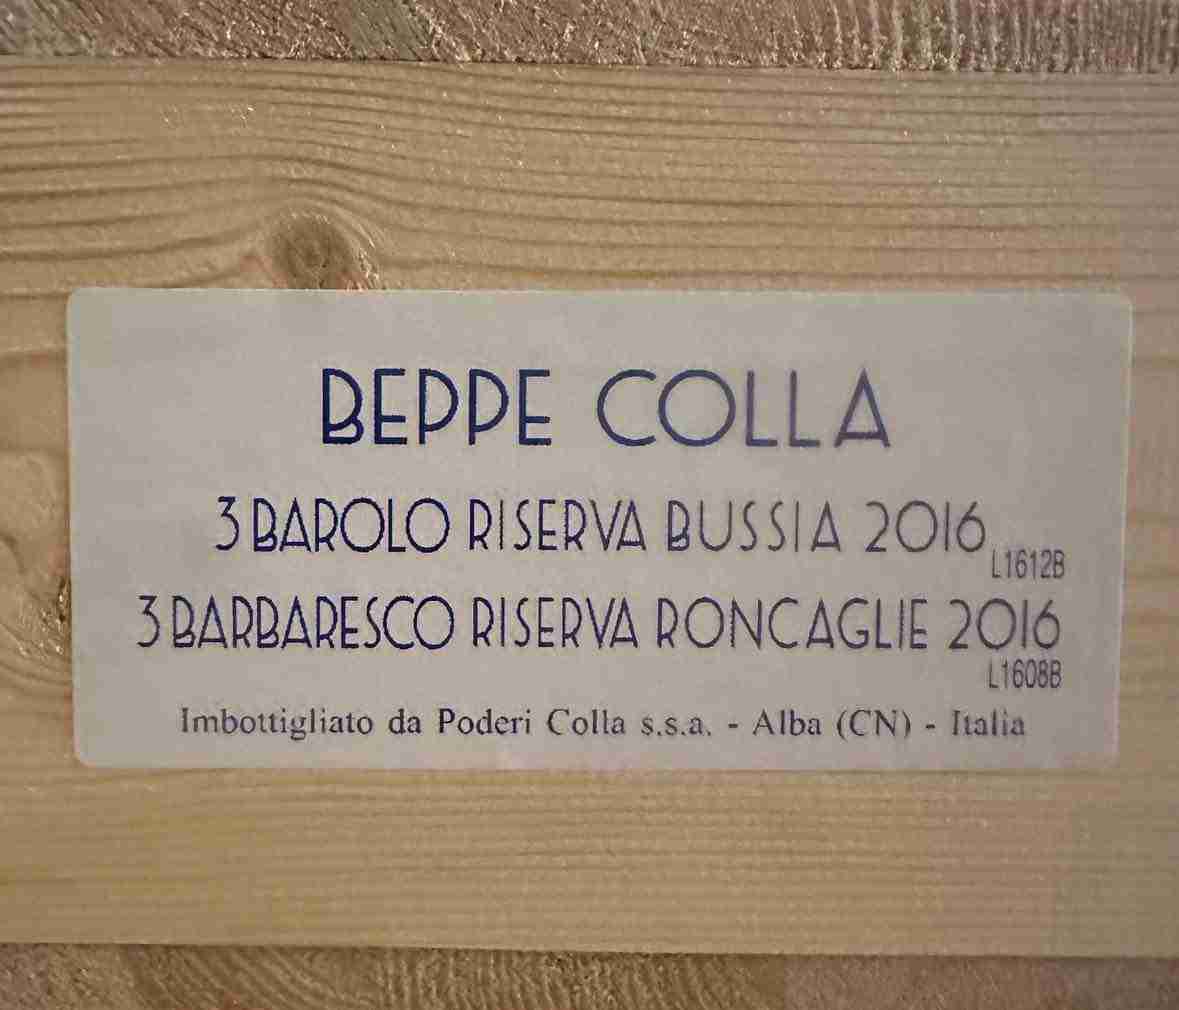 BEPPE COLLA
3 BAROLO RISERVA BUSSIA 2016
L1612B
3 BARBARESCO RISERVA RONCAGLIE 2016
L1608B
Imbottigliato da Poderi Colla s.s.a. - Alba (CN) - Italia